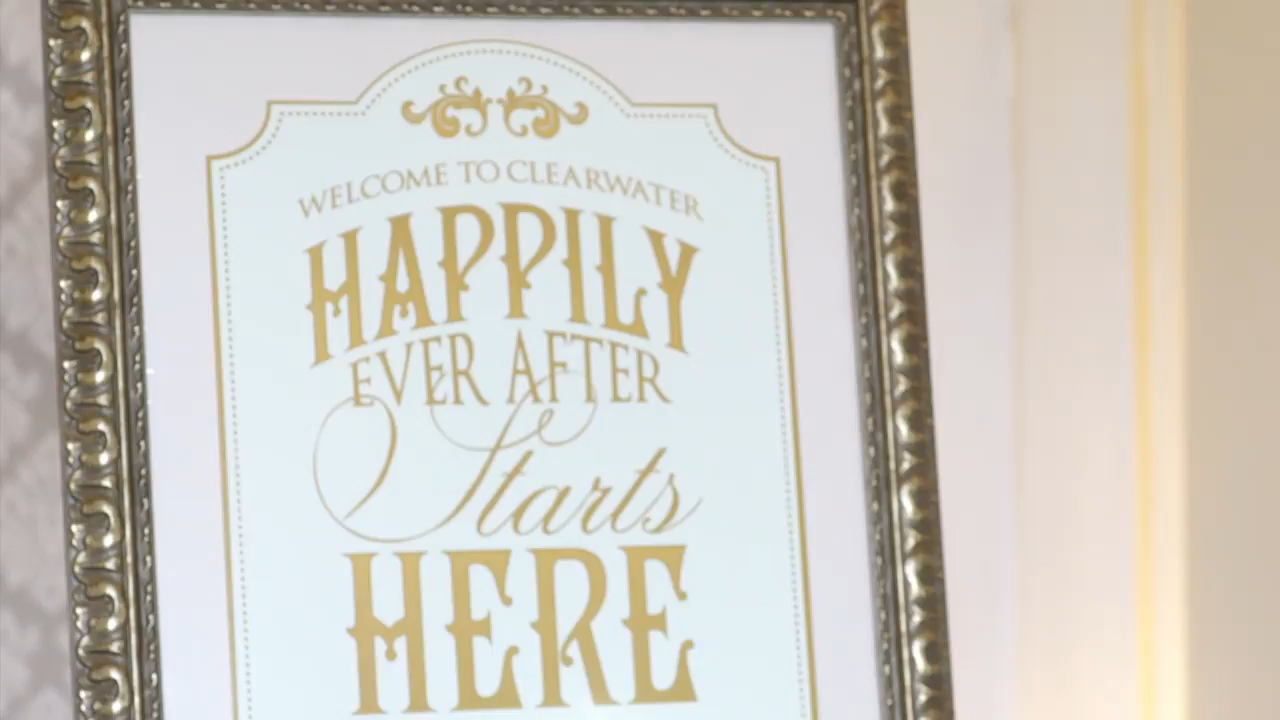 WELCOME TO CLEARWATER
HAPPILY
EVER AFTER
Starts
HERE